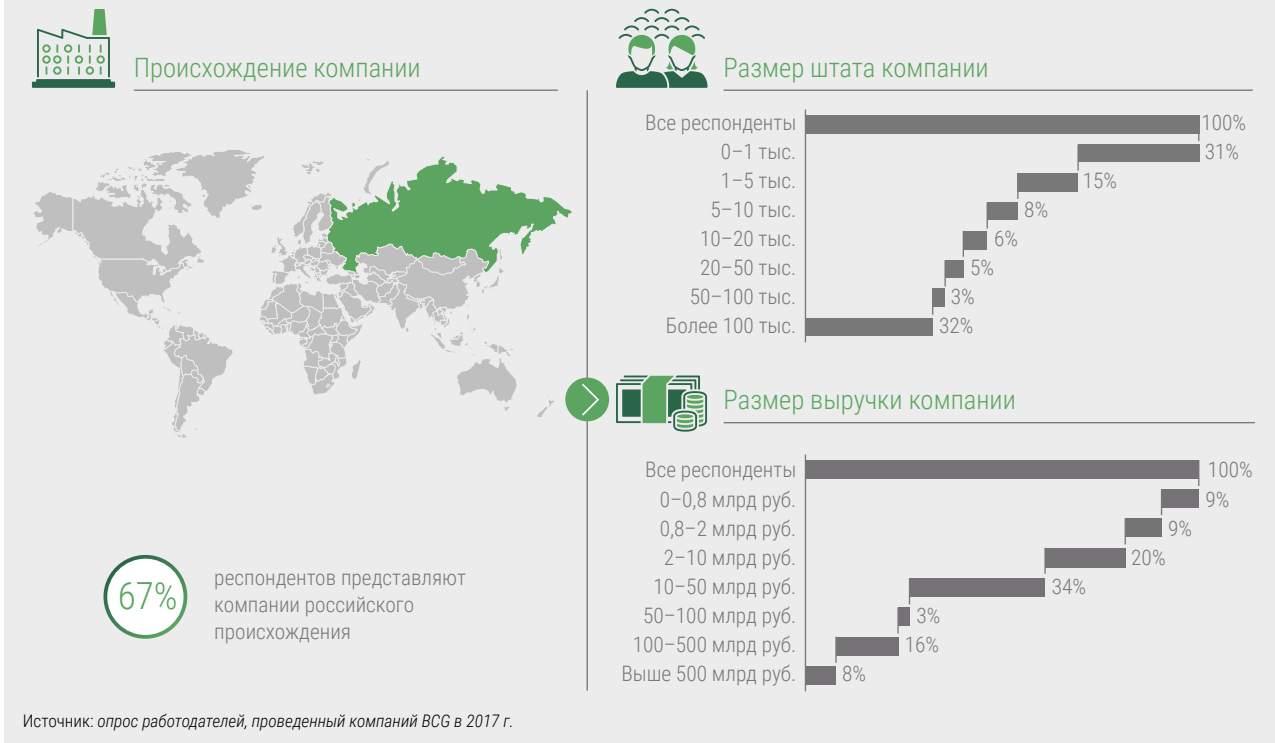 Происхождение компании
67%
респондентов представляют
компании российского
происхождения
Размер штата компании
Все респонденты 100%
0–1 тыс. 31%
1–5 тыс. 15%
5–10 тыс. 8%
10–20 тыс. 6%
20–50 тыс. 5%
50–100 тыс. 3%
Более 100 тыс. 32%
Размер выручки компании
Все респонденты 100%
0–0,8 млрд руб. 9%
0,8–2 млрд руб. 9%
2–10 млрд руб. 20%
10–50 млрд руб. 34%
50–100 млрд руб. 3%
100–500 млрд руб. 16%
Выше 500 млрд руб. 8%
Источник: опрос работодателей, проведенный компаний BCG в 2017 г.